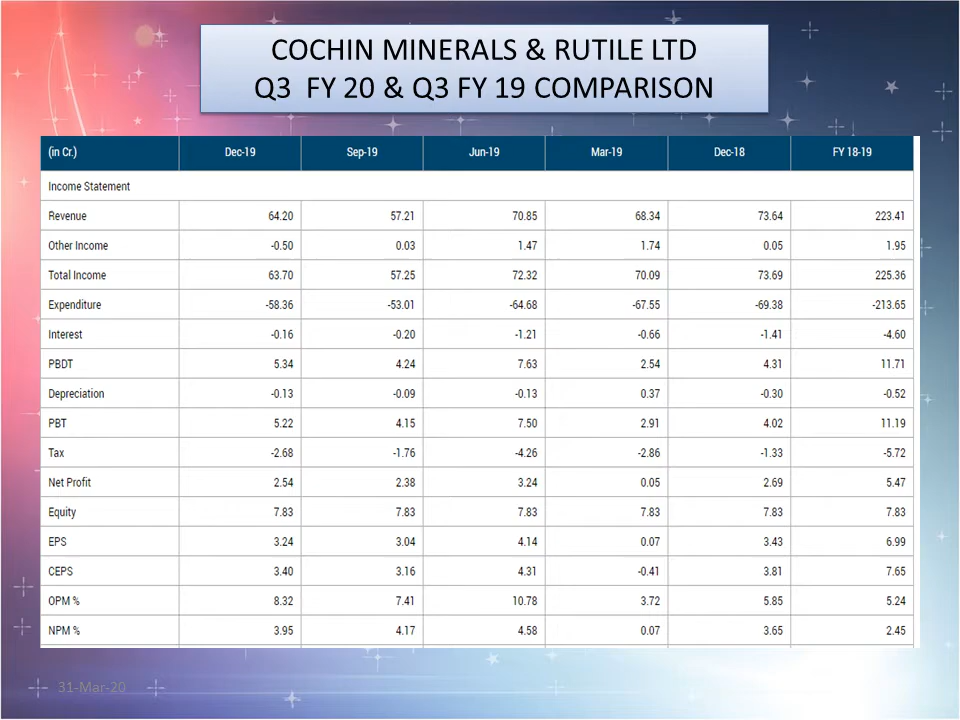 COCHIN MINERALS & RUTILE LTD
Q3 FY 20 & Q3 FY 19 COMPARISON
(in Cr.) Dec-19 Sep-19 Jun-19 Mar-19 Dec-18 FY 18-19
Income Statement
Revenue 64.20 57.21 70.85 68.34 73.64 223.41
Other Income -0.50 0.03 1.47 1.74 0.05 1.95
Total Income 63.70 57.25 72.32 70.09 73.69 225.36
Expenditure -58.36 -53.01 -64.68 -67.55 -69.38 -213.65
Interest -0.16 -0.20 -1.21 -0.66 -1.41 -4.60
PBDT 5.34 4.24 7.63 2.54 4.31 11.71
Depreciation -0.13 -0.09 -0.13 0.37 -0.30 -0.52
PBT 5.22 4.15 7.50 2.91 4.02 11.19
Tax -2.68 -1.76 -4.26 -2.86 -1.33 -5.72
Net Profit 2.54 2.38 3.24 0.05 2.69 5.47
Equity 7.83 7.83 7.83 7.83 7.83 7.83
EPS 3.24 3.04 4.14 0.07 3.43 6.99
CEPS 3.40 3.16 4.31 -0.41 3.81 7.65
OPM % 8.32 7.41 10.78 3.72 5.85 5.24
NPM % 3.95 4.17 4.58 0.07 3.65 2.45
31-Mar-20